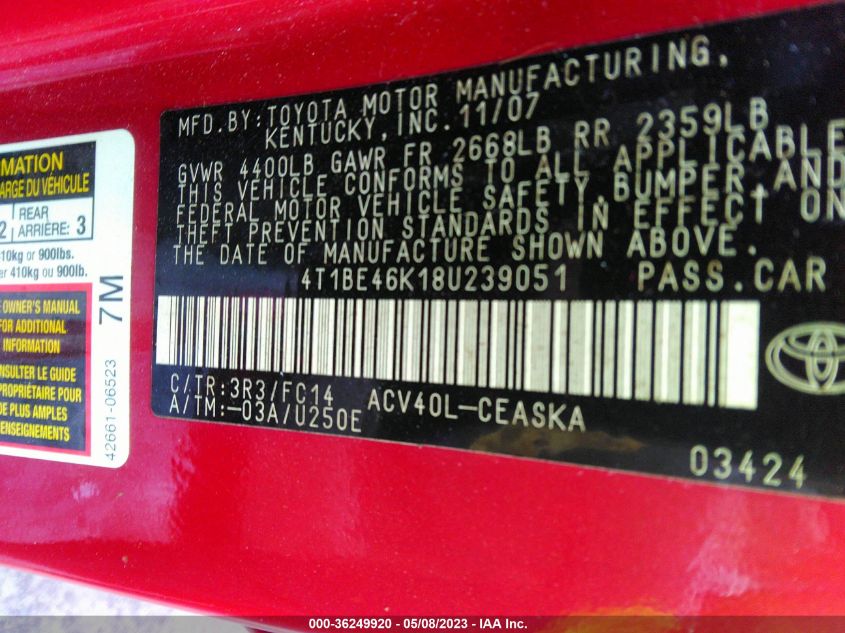 MFD. BY: TOYOTA MOTOR MANUFACTURING,
KENTUCKY, INC. 11/07
GVWR 4400LB GAWR FR 2668LB RR 2359LB
THIS VEHICLE CONFORMS TO ALL APPLICABLE
FEDERAL MOTOR VEHICLE SAFETY, BUMPER, AND
THEFT PREVENTION STANDARDS IN EFFECT ON
THE DATE OF MANUFACTURE SHOWN ABOVE.
4T1BE46K18U239051 PASS. CAR
C/TR: 3R3/FC14
A/TM: -03A/U250E
ACV40L-CEASKA
03424
MATION
ARGE DU VÉHICULE
2 REAR
ARRIÈRE: 3
10kg or 900lbs.
er 410kg ou 900lb.
OWNER'S MANUAL
FOR ADDITIONAL
INFORMATION
NSULTER LE GUIDE
PROPRIÉTAIRE POUR
DE PLUS AMPLES
ENSEIGNEMENTS
7M
42661-06523
000-36249920 - 05/08/2023 - IAA Inc.